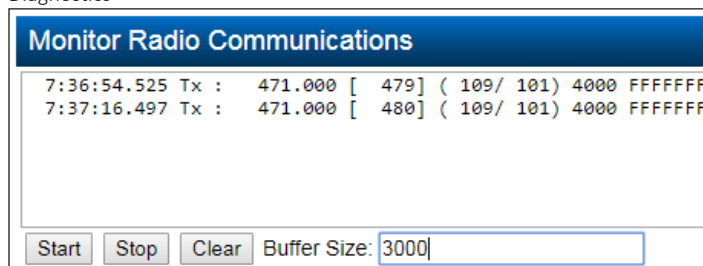 Monitor Radio Communications
7:36:54.525 Tx : 471.000 [ 479] ( 109/ 101) 4000 FFFFFFF
7:37:16.497 Tx : 471.000 [ 480] ( 109/ 101) 4000 FFFFFFF
Start Stop Clear Buffer Size: 3000